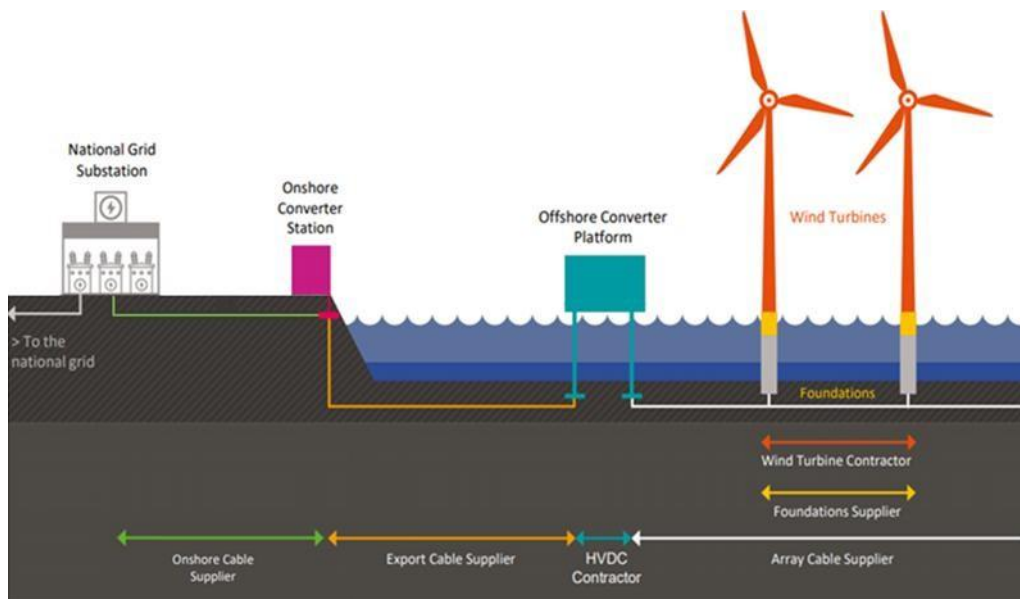 National Grid
Substation
Onshore
Converter
Station
Offshore Converter
Platform
Wind Turbines
> To the
national grid
Foundations
Wind Turbine Contractor
Foundations Supplier
Onshore Cable
Supplier
Export Cable Supplier
HVDC
Contractor
Array Cable Supplier